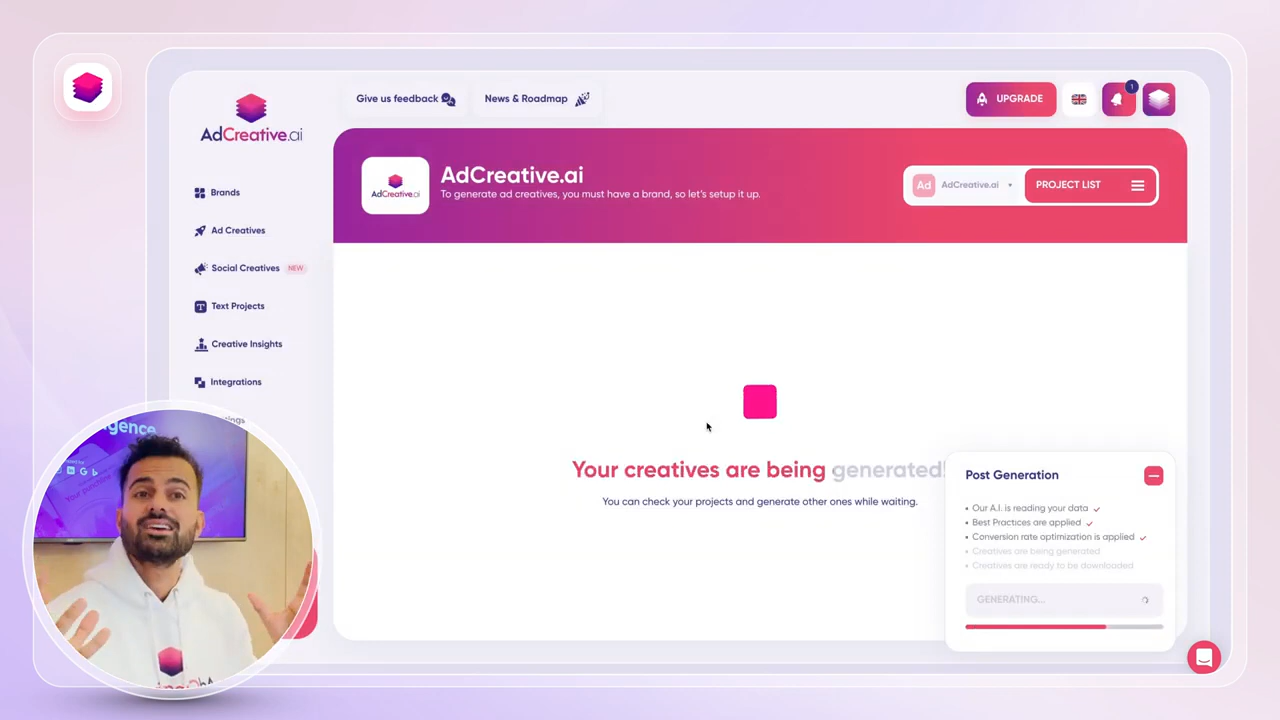 Give us feedback
News & Roadmap
UPGRADE
1
AdCreative.ai
Brands
Ad Creatives
Social Creatives NEW
Text Projects
Creative Insights
Integrations
AdCreative.ai
AdCreative.ai
To generate ad creatives, you must have a brand, so let's setup it up.
Ad AdCreative.ai
PROJECT LIST
Your creatives are being generated!
You can check your projects and generate other ones while waiting.
Post Generation
• Our A.I. is reading your data
• Best Practices are applied
• Conversion rate optimization is applied
• Creatives are being generated
• Creatives are ready to be downloaded
GENERATING...